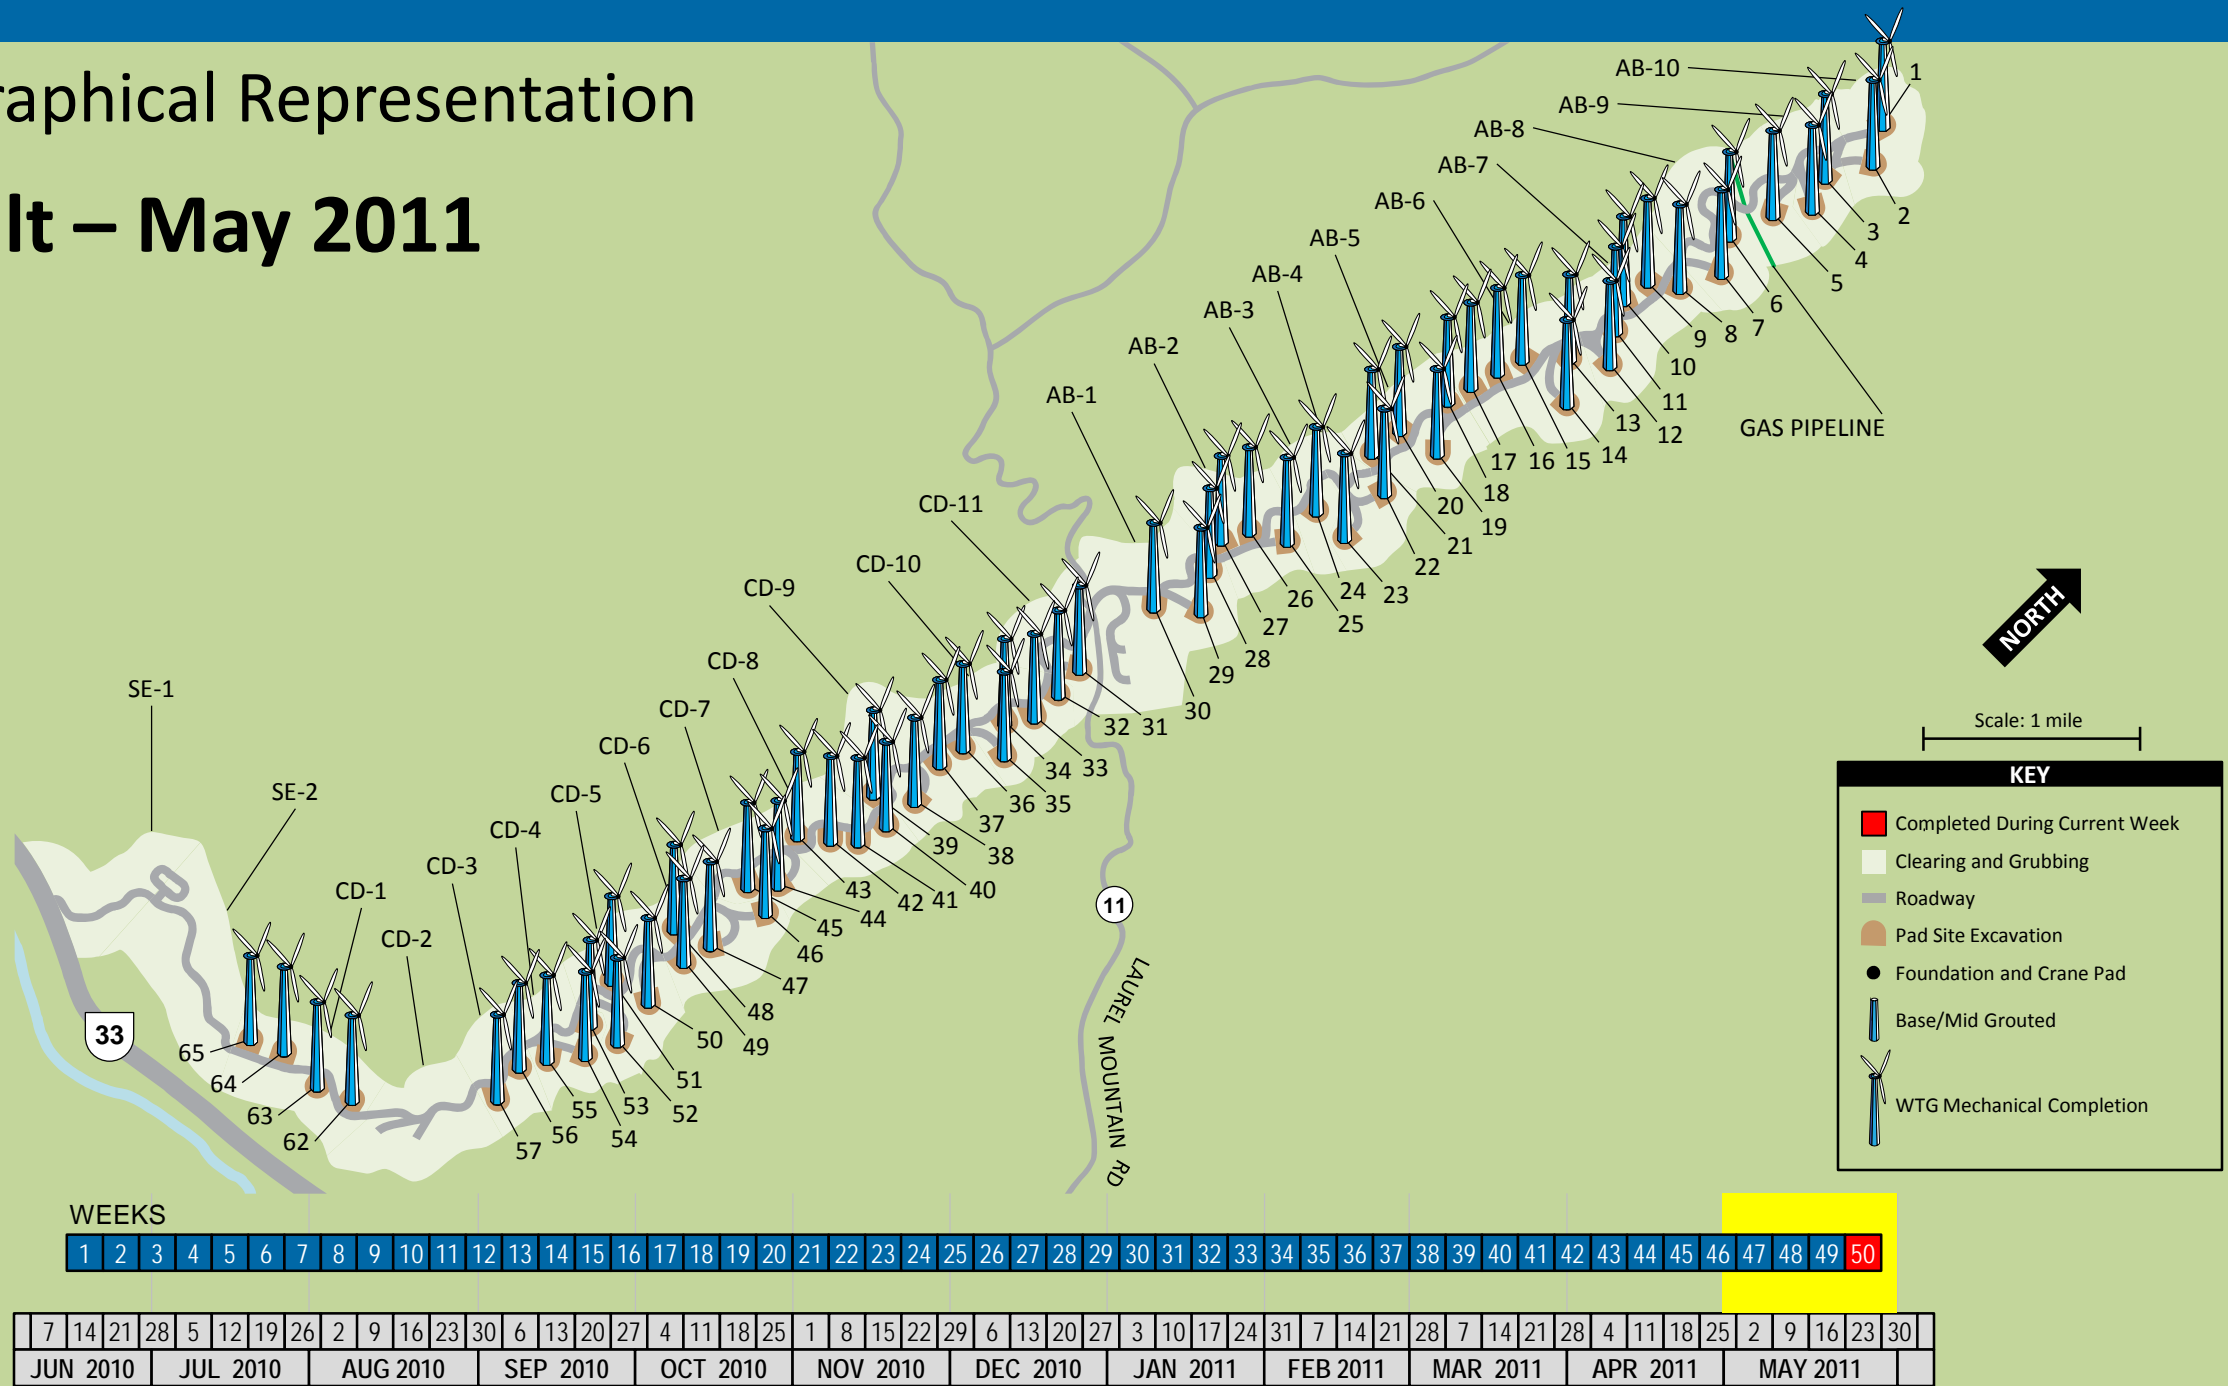 raphical Representation
lt – May 2011
AB-10
1
AB-9
AB-8
AB-7
AB-6
AB-5
AB-4
AB-3
AB-2
AB-1
2
3
4
5
6
7
8
9
10
11
12
13
14
15
16
17
18
19
20
21
22
23
24
25
26
27
28
29
30
GAS PIPELINE
CD-11
CD-10
CD-9
CD-8
CD-7
CD-6
CD-5
CD-4
CD-3
CD-2
CD-1
SE-2
SE-1
31
32
33
34
35
36
37
38
39
40
41
42
43
44
45
46
47
48
49
50
51
52
53
54
55
56
57
62
63
64
65
33
11
LAUREL MOUNTAIN RD
NORTH
Scale: 1 mile
KEY
Completed During Current Week
Clearing and Grubbing
Roadway
Pad Site Excavation
Foundation and Crane Pad
Base/Mid Grouted
WTG Mechanical Completion
WEEKS
1 2 3 4 5 6 7 8 9 10 11 12 13 14 15 16 17 18 19 20 21 22 23 24 25 26 27 28 29 30 31 32 33 34 35 36 37 38 39 40 41 42 43 44 45 46 47 48 49 50
7 14 21 28 5 12 19 26 2 9 16 23 30 6 13 20 27 4 11 18 25 1 8 15 22 29 6 13 20 27 3 10 17 24 31 7 14 21 28 7 14 21 28 4 11 18 25 2 9 16 23 30
JUN 2010 JUL 2010 AUG 2010 SEP 2010 OCT 2010 NOV 2010 DEC 2010 JAN 2011 FEB 2011 MAR 2011 APR 2011 MAY 2011